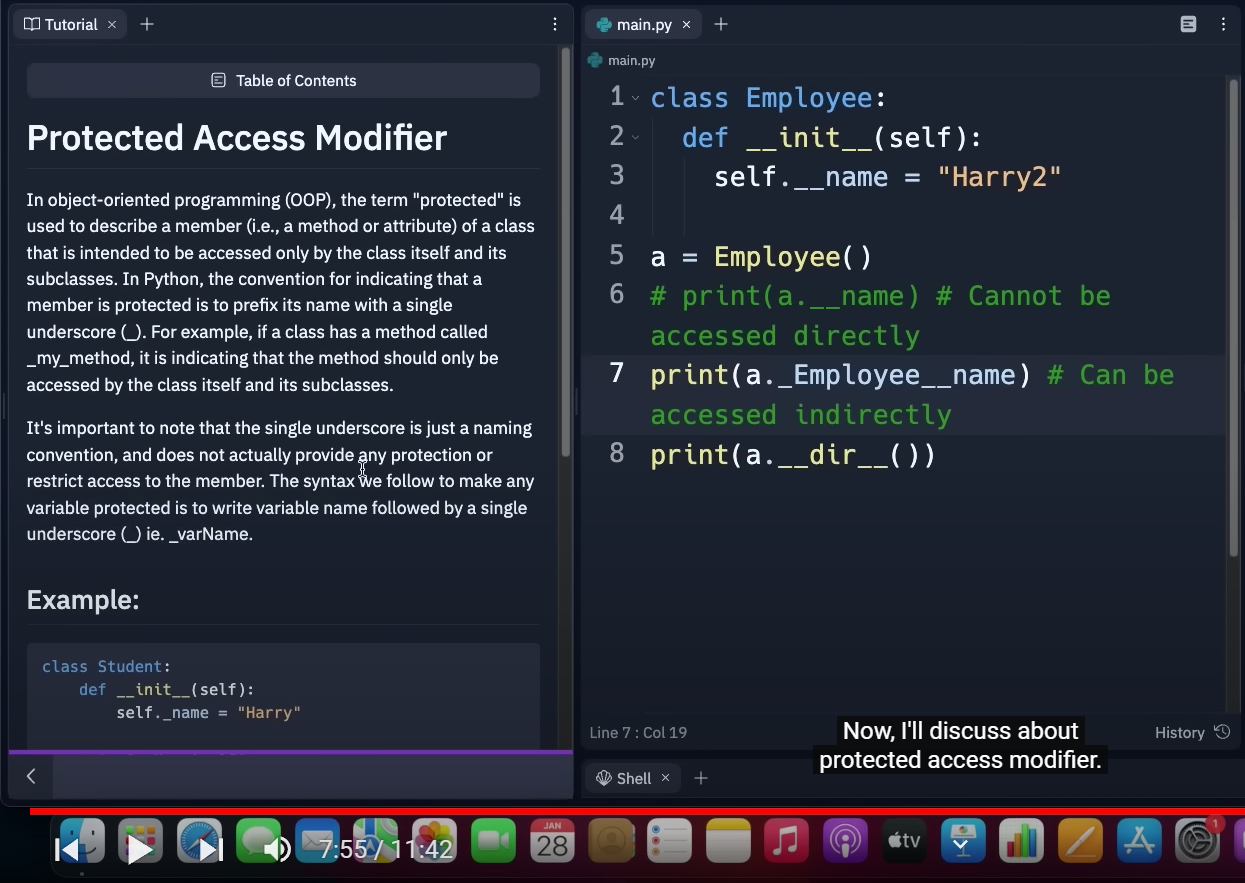 Tutorial
Table of Contents
Protected Access Modifier
In object-oriented programming (OOP), the term "protected" is
used to describe a member (i.e., a method or attribute) of a class
that is intended to be accessed only by the class itself and its
subclasses. In Python, the convention for indicating that a
member is protected is to prefix its name with a single
underscore (_). For example, if a class has a method called
_my_method, it is indicating that the method should only be
accessed by the class itself and its subclasses.
It's important to note that the single underscore is just a naming
convention, and does not actually provide any protection or
restrict access to the member. The syntax we follow to make any
variable protected is to write variable name followed by a single
underscore (_) ie. _varName.
Example:
class Student:
def __init__(self):
self._name = "Harry"
main.py
main.py
1 class Employee:
2 def __init__(self):
3 self.__name = "Harry2"
4
5 a = Employee()
6 # print(a.__name) # Cannot be
accessed directly
7 print(a._Employee__name) # Can be
accessed indirectly
8 print(a.__dir__())
Line 7 : Col 19
History
Now, I'll discuss about
protected access modifier.
Shell
7:55 / 11:42
JAN
28
tv
1